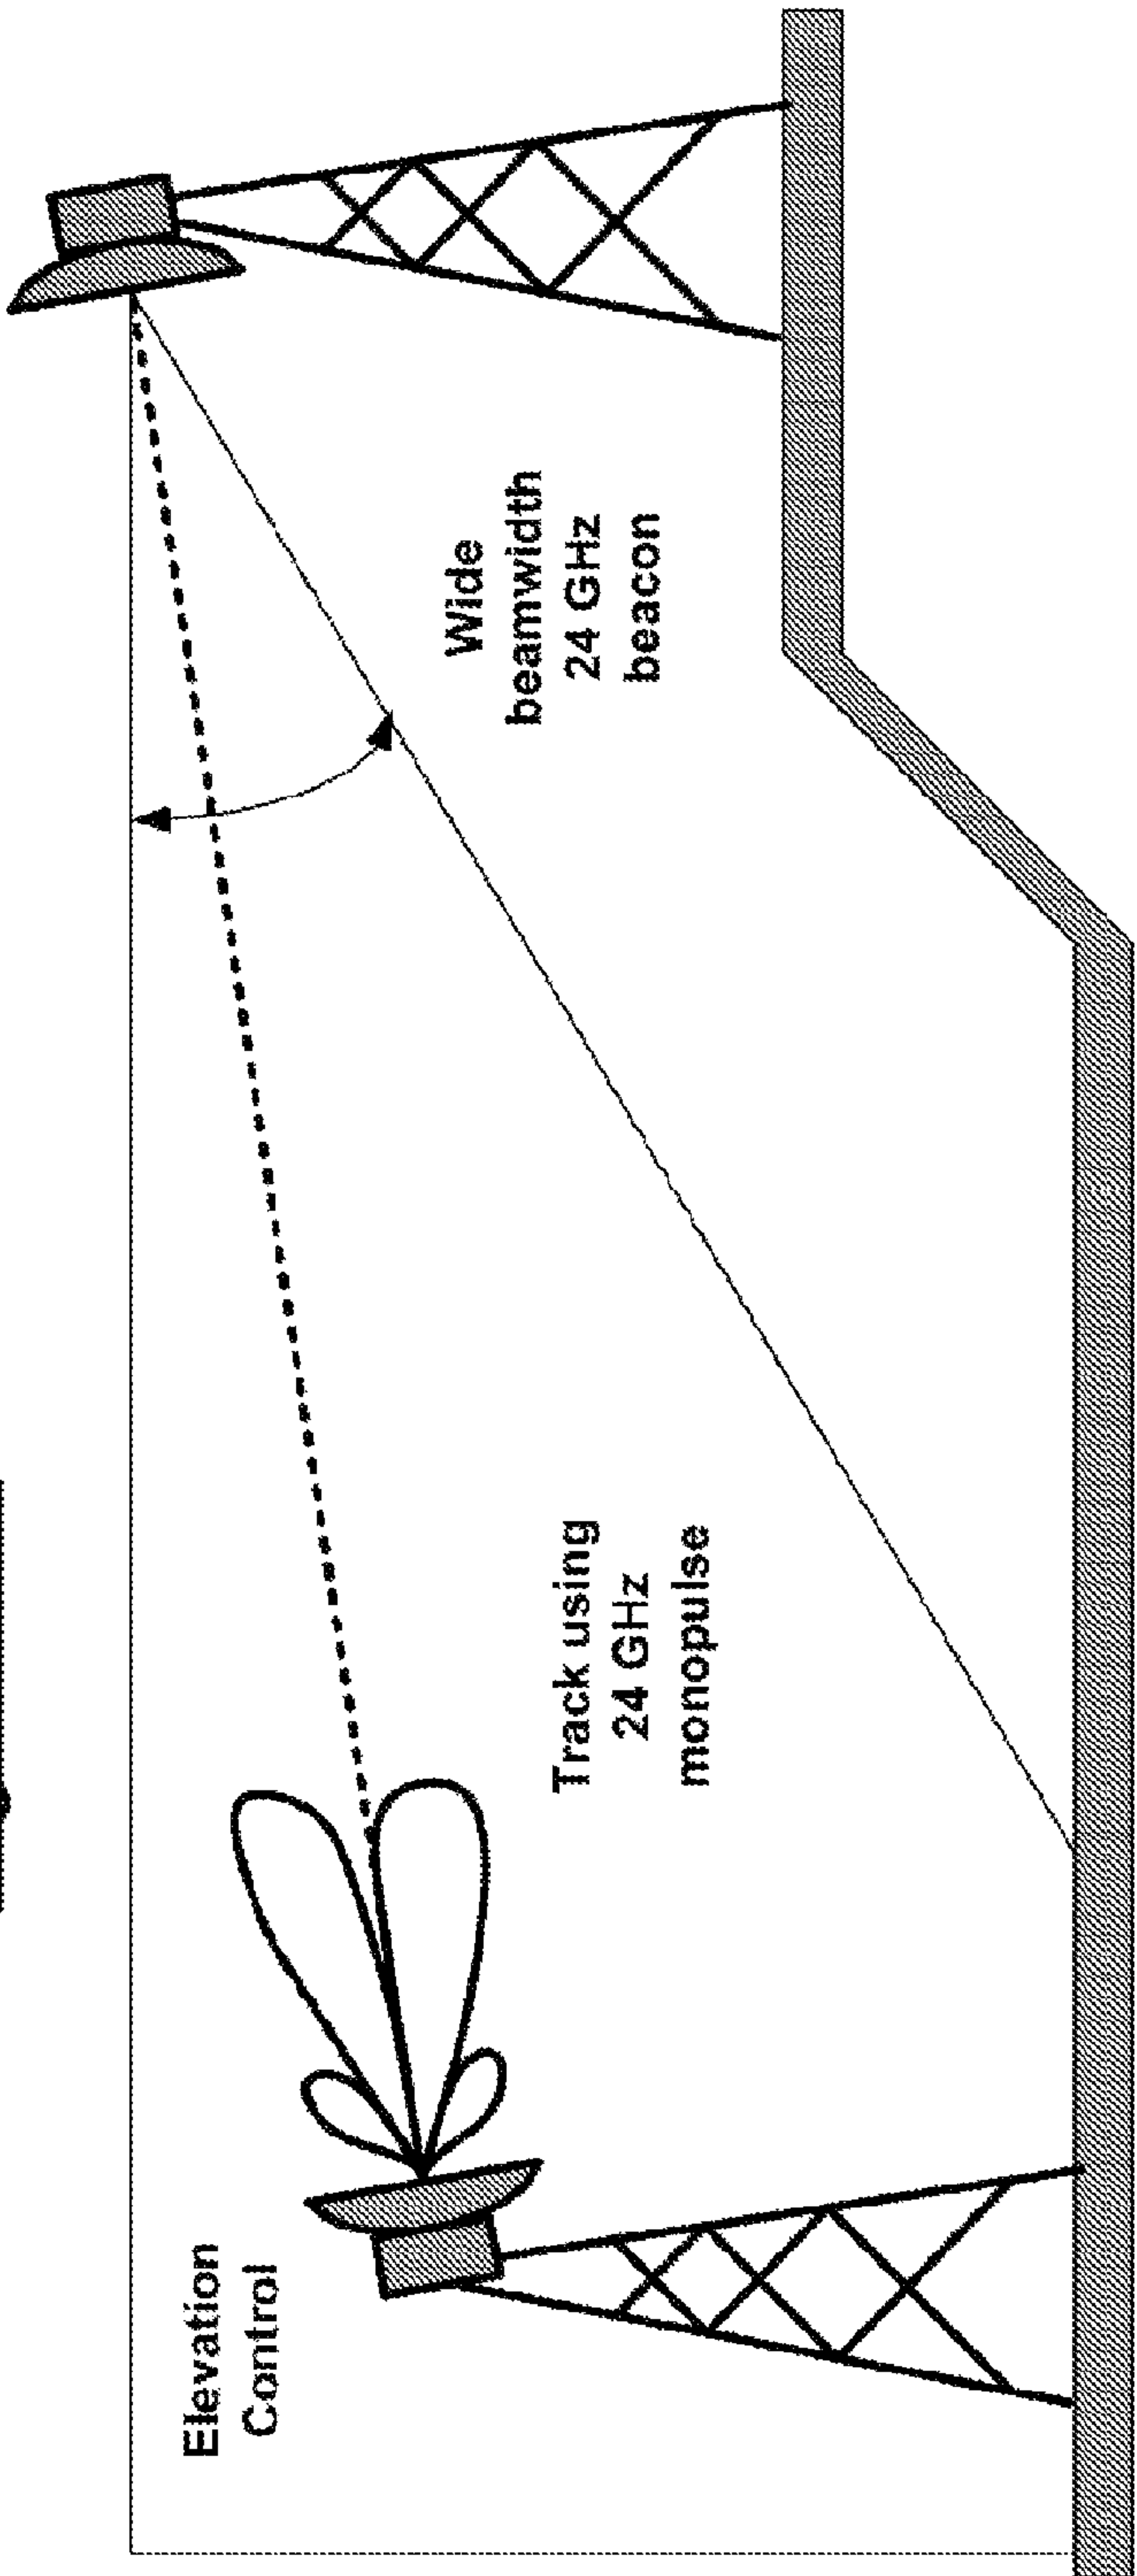 Elevation
Control
Track using
24 GHz
monopulse
Wide
beamwidth
24 GHz
beacon